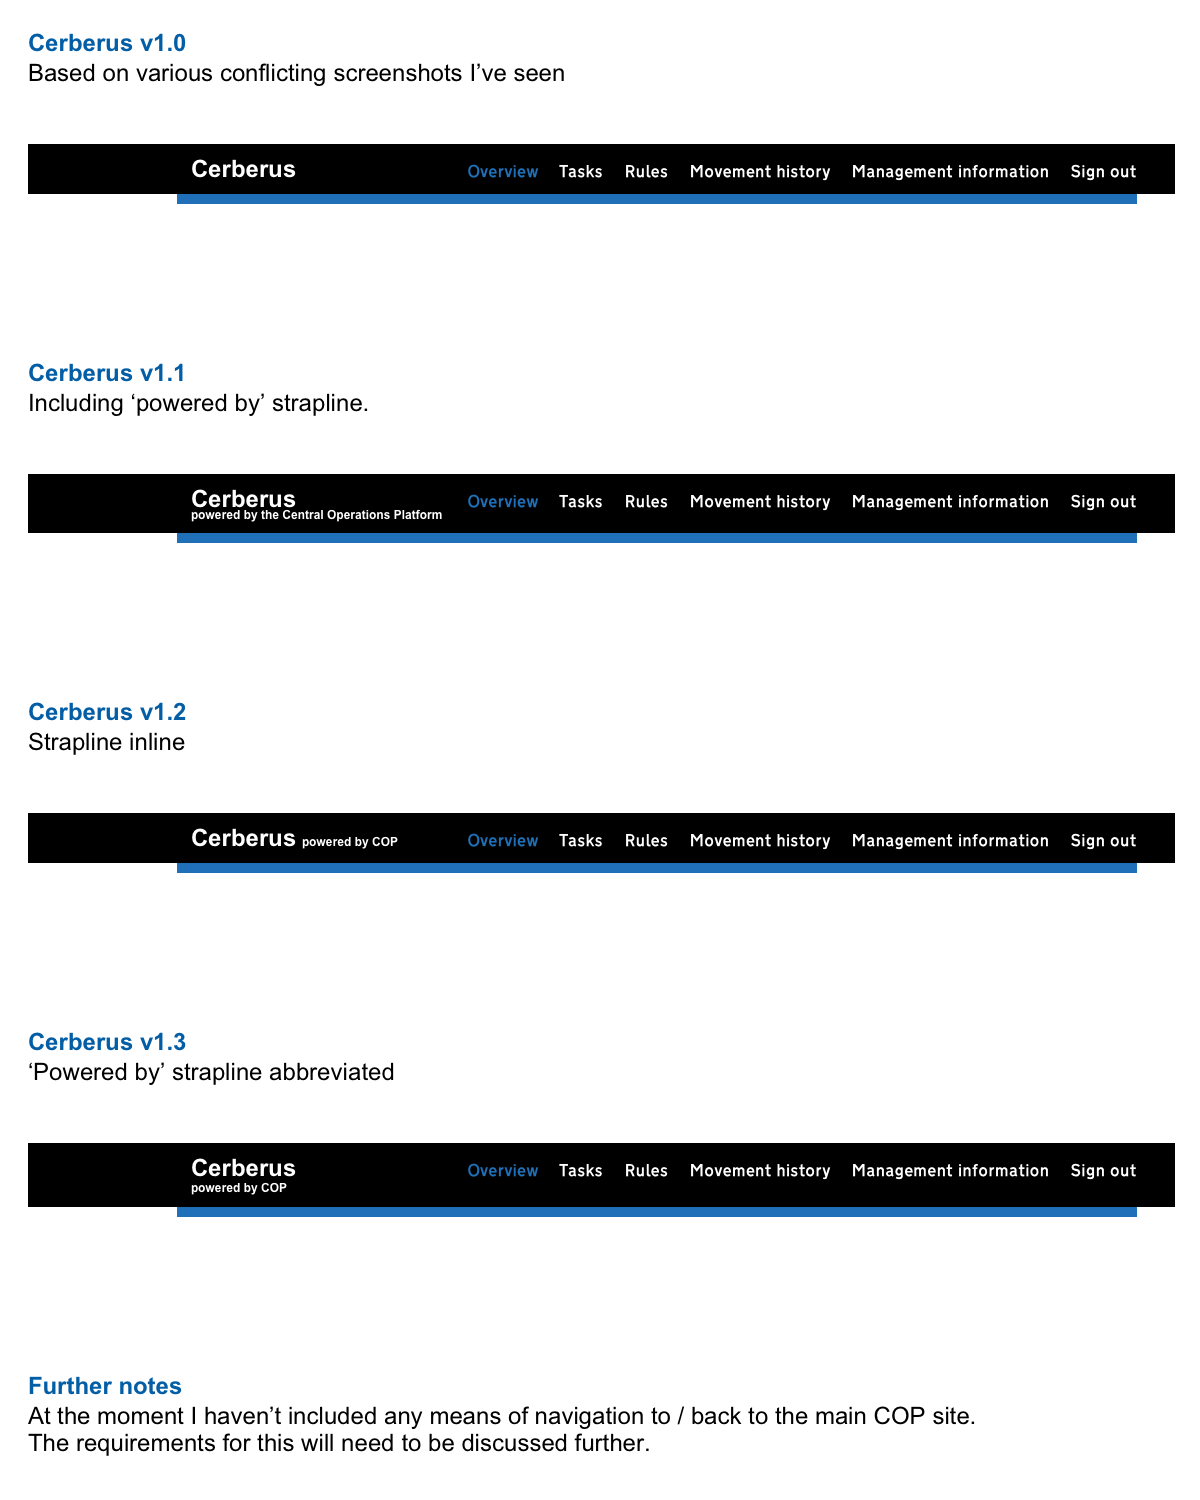 Cerberus v1.0
Based on various conflicting screenshots I’ve seen
Cerberus Overview Tasks Rules Movement history Management information Sign out
Cerberus v1.1
Including ‘powered by’ strapline.
Cerberus Overview Tasks Rules Movement history Management information Sign out
powered by the Central Operations Platform
Cerberus v1.2
Strapline inline
Cerberus powered by COP Overview Tasks Rules Movement history Management information Sign out
Cerberus v1.3
‘Powered by’ strapline abbreviated
Cerberus Overview Tasks Rules Movement history Management information Sign out
powered by COP
Further notes
At the moment I haven’t included any means of navigation to / back to the main COP site.
The requirements for this will need to be discussed further.